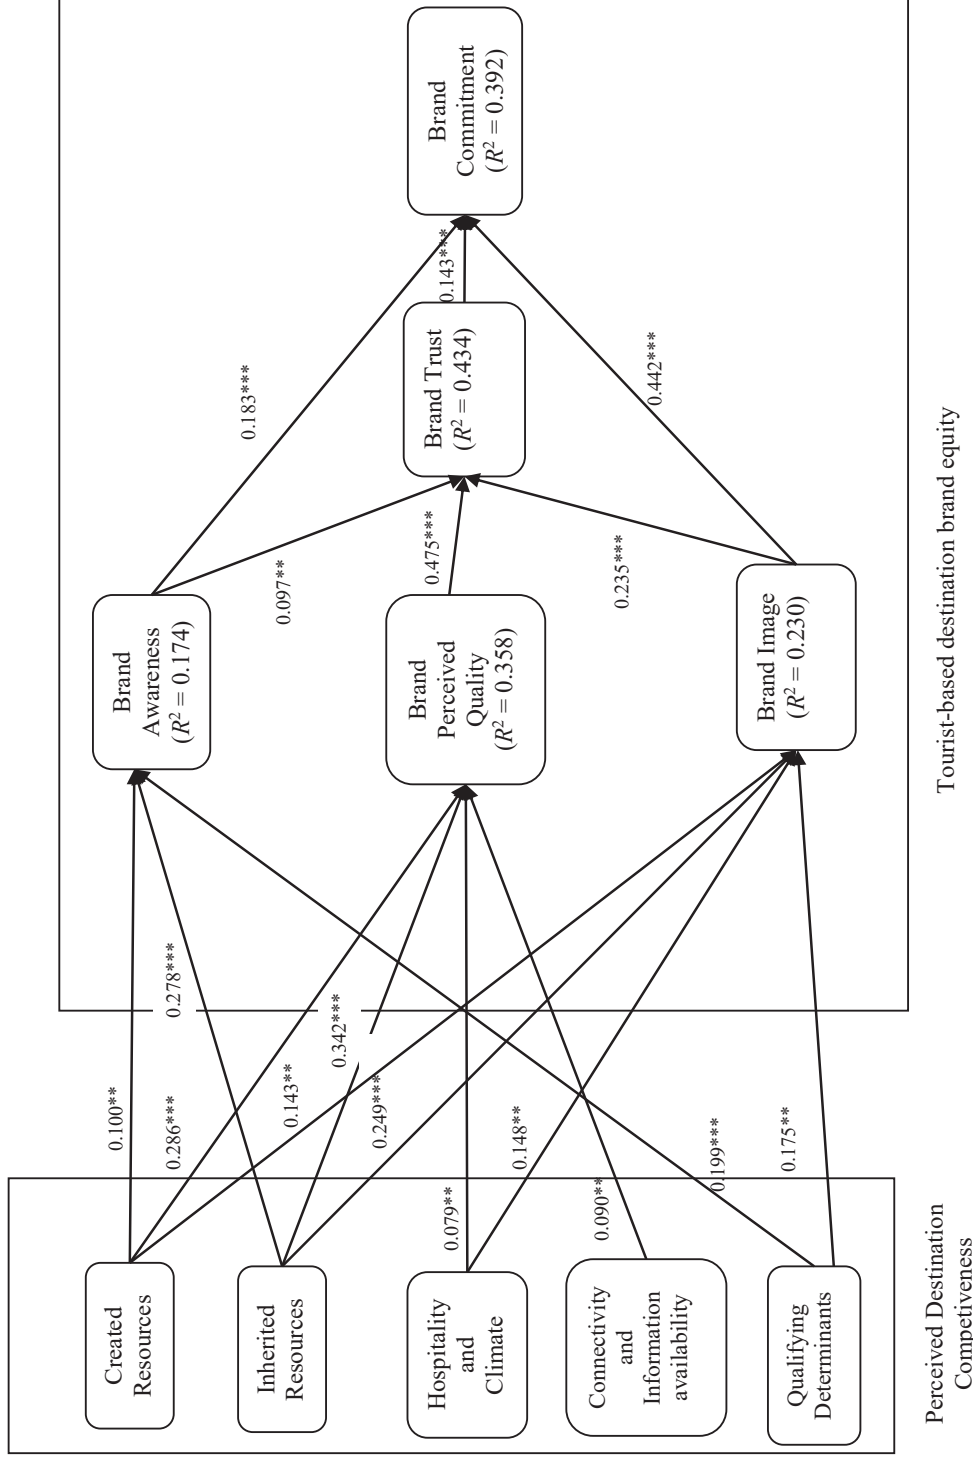 Created
Resources
Inherited
Resources
Hospitality
and
Climate
Connectivity
and
Information
availability
Qualifying
Determinants
Perceived Destination
Competiveness
0.100**
0.286***
0.278***
0.143**
0.342***
0.249***
0.079**
0.148**
0.090**
0.199***
0.175**
Brand
Awareness
(R² = 0.174)
Brand
Perceived
Quality
(R² = 0.358)
Brand Image
(R² = 0.230)
0.183***
0.097**
0.475***
0.235***
0.442***
Brand Trust
(R² = 0.434)
0.143***
Brand
Commitment
(R² = 0.392)
Tourist-based destination brand equity